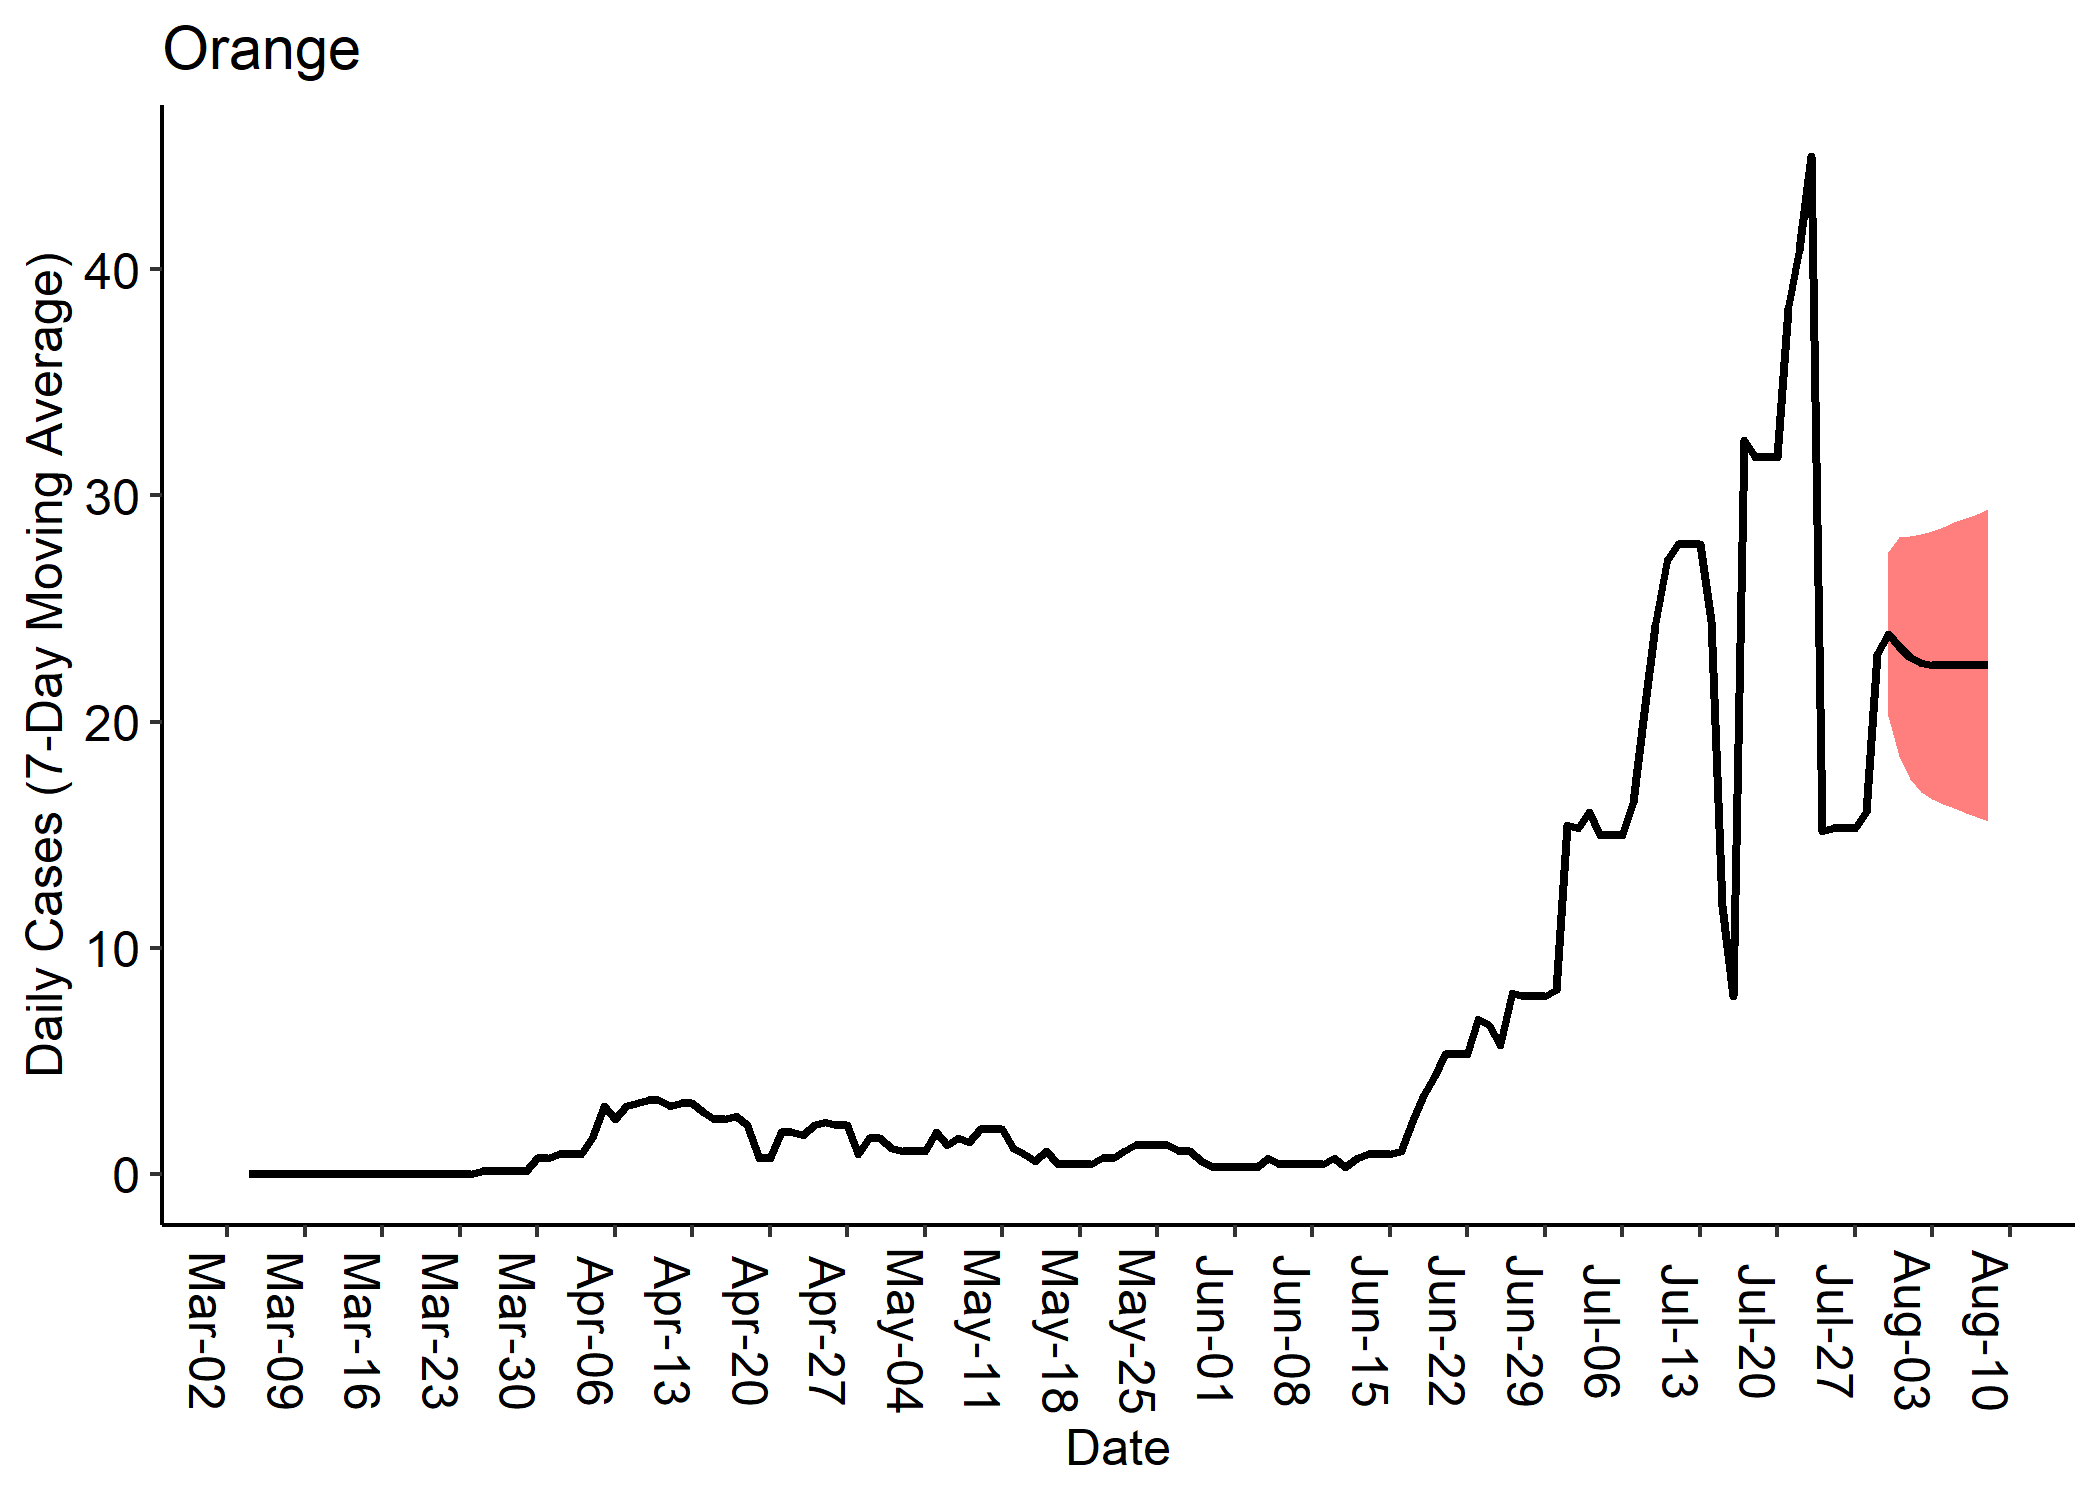 Orange
Daily Cases (7-Day Moving Average)
40
30
20
10
0
Mar-02
Mar-09
Mar-16
Mar-23
Mar-30
Apr-06
Apr-13
Apr-20
Apr-27
May-04
May-11
May-18
May-25
Jun-01
Jun-08
Jun-15
Jun-22
Jun-29
Jul-06
Jul-13
Jul-20
Jul-27
Aug-03
Aug-10
Date